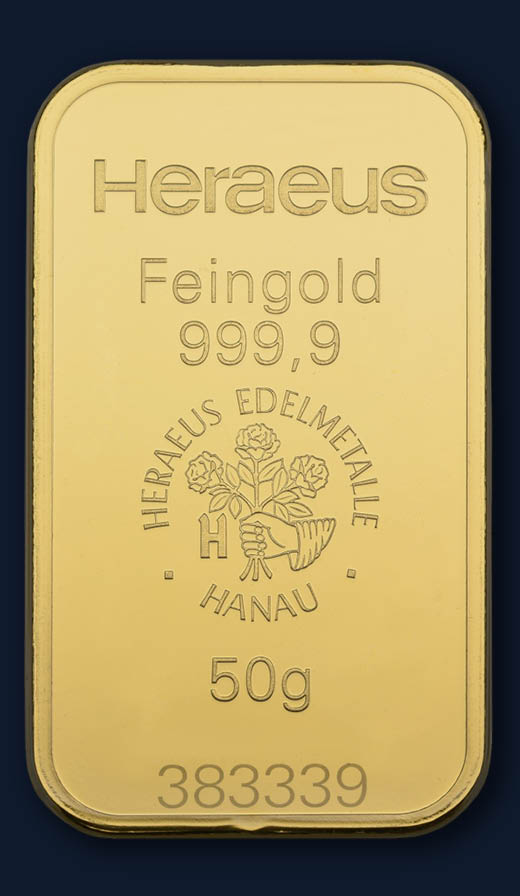 Heraeus
Feingold
999,9
HERAEUS EDELMETALLE
H
HANAU
50g
383339